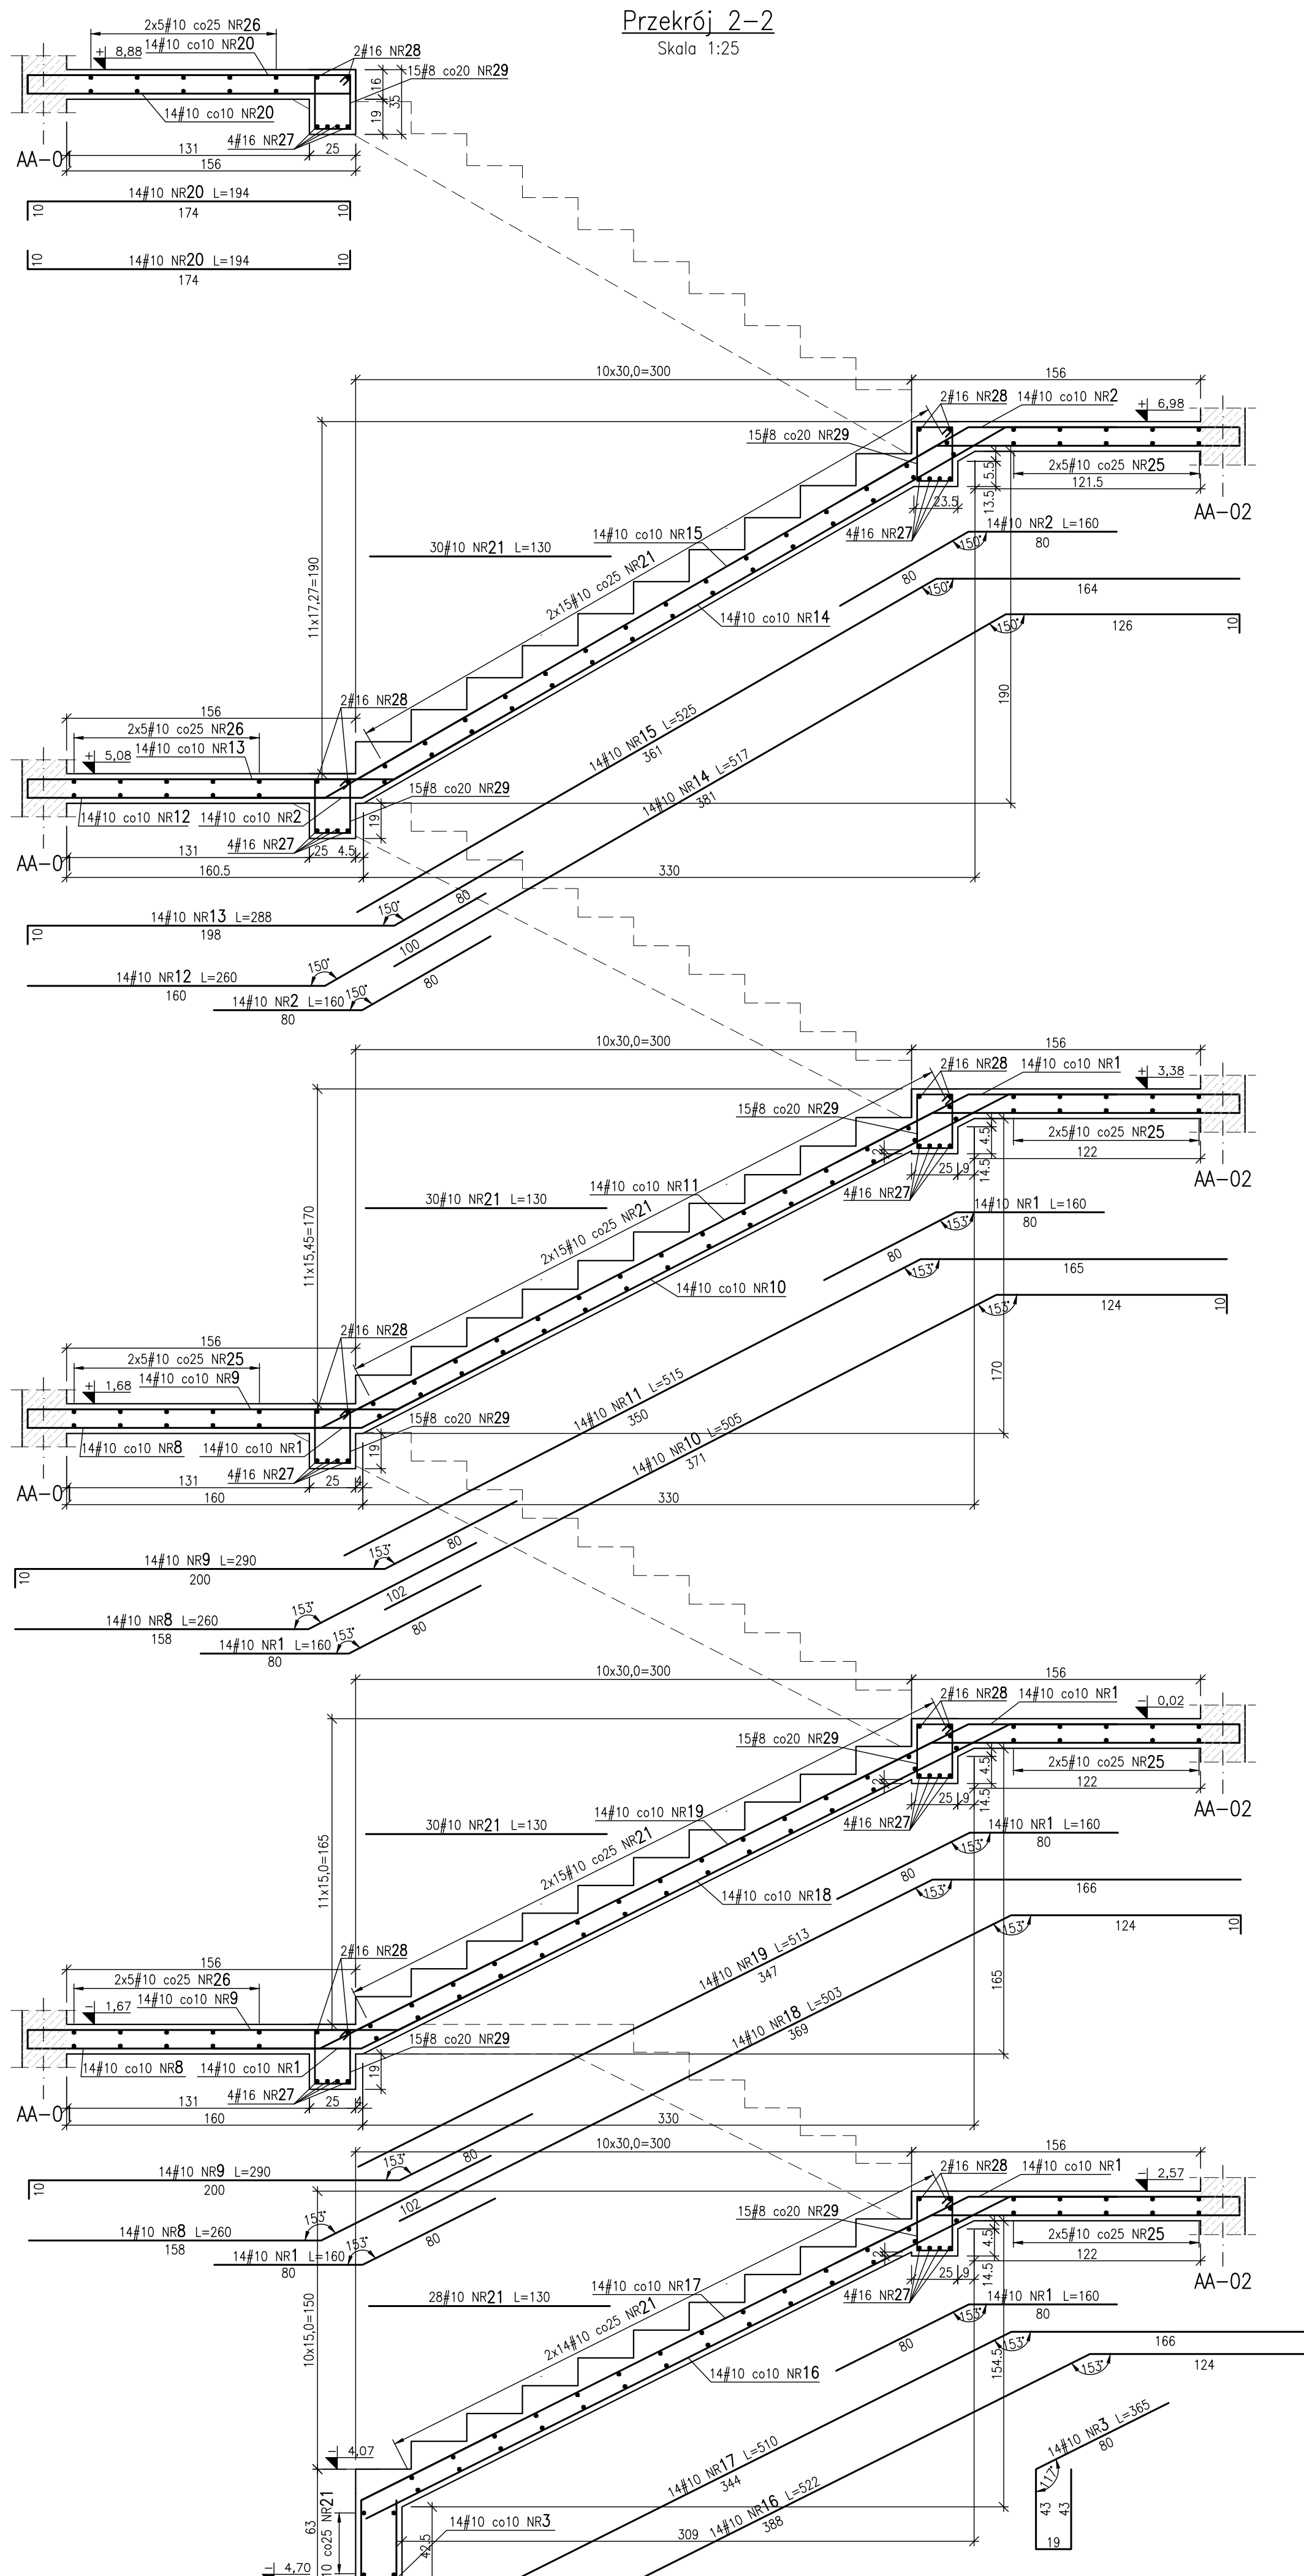 Przekrój 2-2
Skala 1:25
2x5#10 co25 NR26
14#10 co10 NR20
+ 8,88
2#16 NR28
15#8 co20 NR29
16
19
35
14#10 co10 NR20
4#16 NR27
AA-01
131
25
156
14#10 NR20 L=194
10
174
10
10
14#10 NR20 L=194
10
174
10x30,0=300
156
2#16 NR28
14#10 co10 NR2
+ 6,98
15#8 co20 NR29
2x5#10 co25 NR25
5.5
13.5
121.5
23.5
AA-02
4#16 NR27
14#10 NR2 L=160
150°
80
80
14#10 co10 NR15
30#10 NR21 L=130
2x15#10 co25 NR21
11x17,27=190
150°
164
14#10 co10 NR14
150°
126
10
190
2#16 NR28
156
2x5#10 co25 NR26
14#10 co10 NR13
+ 5,08
14#10 NR15 L=525
361
14#10 NR14 L=517
381
15#8 co20 NR29
14#10 co10 NR12
14#10 co10 NR2
19
4#16 NR27
AA-01
131
25
4.5
160.5
330
14#10 NR13 L=288
10
198
150°
80
14#10 NR12 L=260
160
150°
100
14#10 NR2 L=160
80
150°
80
10x30,0=300
156
2#16 NR28
14#10 co10 NR1
+ 3,38
15#8 co20 NR29
2x5#10 co25 NR25
4.5
14.5
2
122
25
9
AA-02
4#16 NR27
14#10 co10 NR11
30#10 NR21 L=130
2x15#10 co25 NR21
11x15,45=170
14#10 NR1 L=160
153°
80
80
14#10 co10 NR10
153°
165
153°
124
10
170
2#16 NR28
156
2x5#10 co25 NR25
14#10 co10 NR9
+ 1,68
14#10 NR11 L=515
350
14#10 NR10 L=505
371
15#8 co20 NR29
14#10 co10 NR8
14#10 co10 NR1
19
4#16 NR27
AA-01
131
25
4
160
330
14#10 NR9 L=290
10
200
153°
80
14#10 NR8 L=260
158
153°
102
14#10 NR1 L=160
80
153°
80
10x30,0=300
156
2#16 NR28
14#10 co10 NR1
- 0,02
15#8 co20 NR29
2x5#10 co25 NR25
4.5
14.5
2
122
25
9
AA-02
4#16 NR27
14#10 co10 NR19
30#10 NR21 L=130
2x15#10 co25 NR21
11x15,0=165
14#10 NR1 L=160
153°
80
80
14#10 co10 NR18
153°
166
153°
124
10
165
2#16 NR28
156
2x5#10 co25 NR26
14#10 co10 NR9
- 1,67
14#10 NR19 L=513
347
14#10 NR18 L=503
369
15#8 co20 NR29
14#10 co10 NR8
14#10 co10 NR1
19
4#16 NR27
AA-01
131
25
4
160
330
10x30,0=300
156
14#10 NR9 L=290
10
200
153°
80
14#10 NR8 L=260
158
153°
102
14#10 NR1 L=160
80
153°
80
2#16 NR28
14#10 co10 NR1
- 2,57
15#8 co20 NR29
2x5#10 co25 NR25
4.5
14.5
2
122
25
9
AA-02
4#16 NR27
14#10 co10 NR17
28#10 NR21 L=130
2x14#10 co25 NR21
10x15,0=150
14#10 NR1 L=160
153°
80
80
14#10 co10 NR16
153°
166
153°
124
154.5
14#10 NR3 L=365
80
117°
43
43
19
- 4,07
14#10 NR17 L=510
344
14#10 NR16 L=522
388
63
10 co25 NR21
14#10 co10 NR3
42.5
309
- 4,70